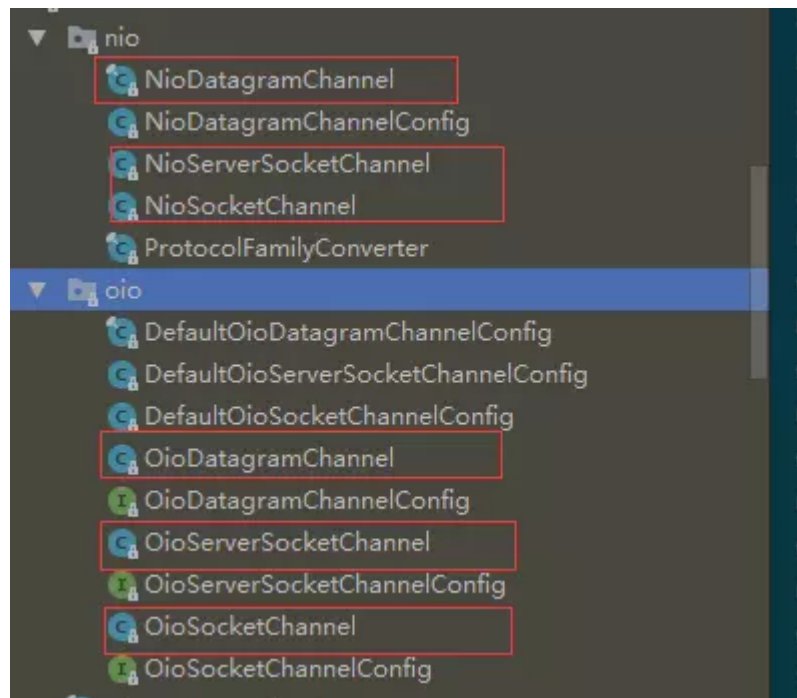 nio
NioDatagramChannel
NioDatagramChannelConfig
NioServerSocketChannel
NioSocketChannel
ProtocolFamilyConverter
oio
DefaultOioDatagramChannelConfig
DefaultOioServerSocketChannelConfig
DefaultOioSocketChannelConfig
OioDatagramChannel
OioDatagramChannelConfig
OioServerSocketChannel
OioServerSocketChannelConfig
OioSocketChannel
OioSocketChannelConfig